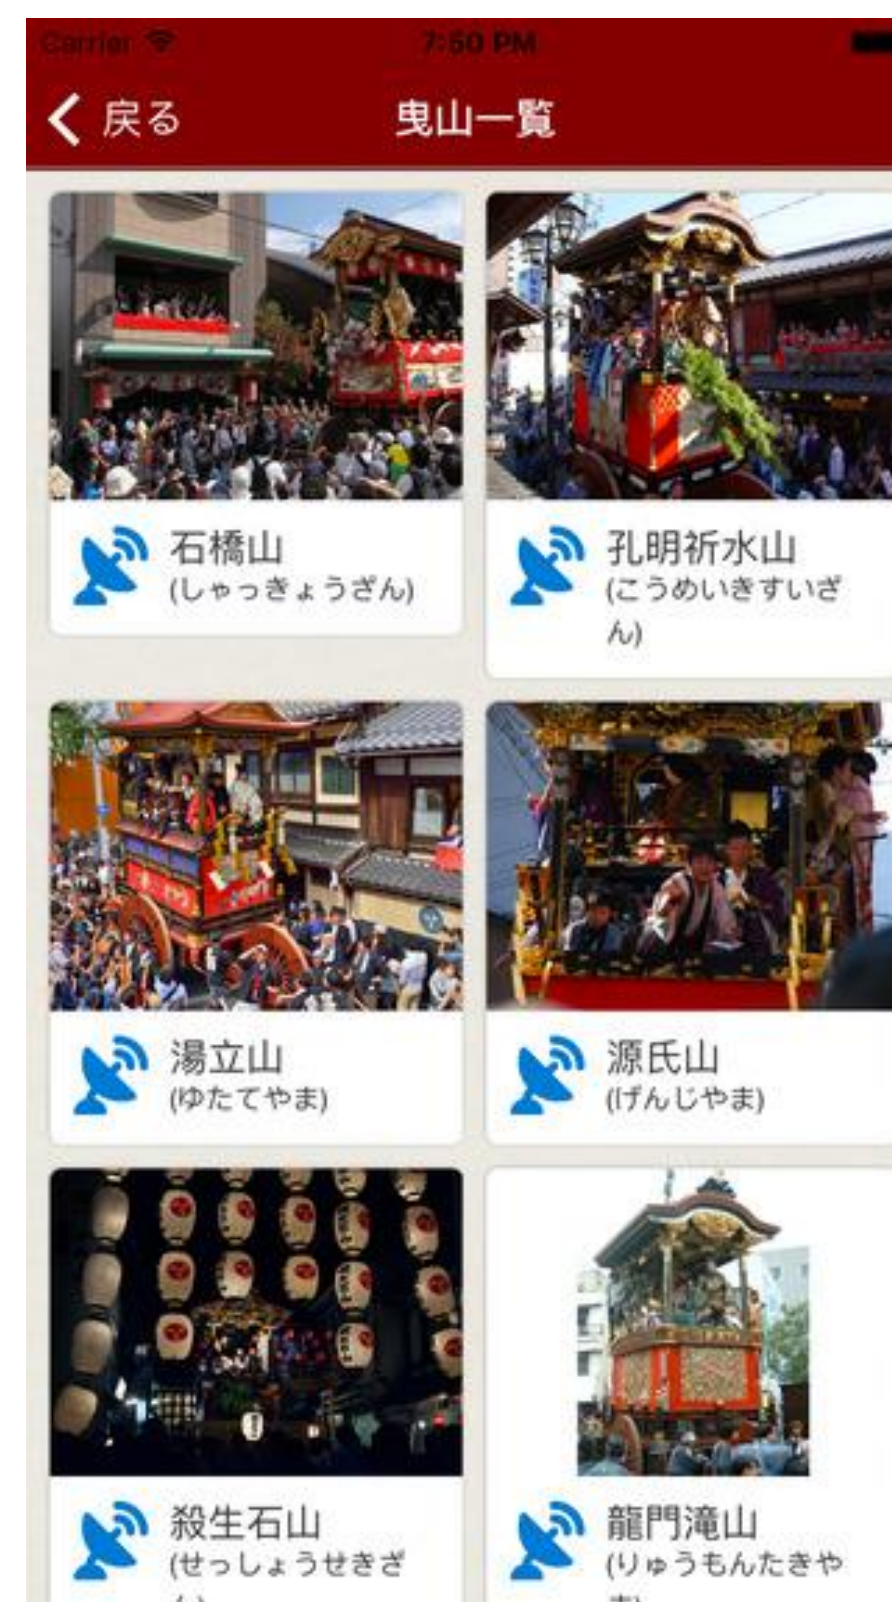 Carrier
7:50 PM
戻る
曳山一覧
石橋山
(しゃっきょうざん)
孔明祈水山
(こうめいきすいざ
ん)
湯立山
(ゆたてやま)
源氏山
(げんじやま)
殺生石山
(せっしょうせきざ
龍門滝山
(りゅうもんたきや